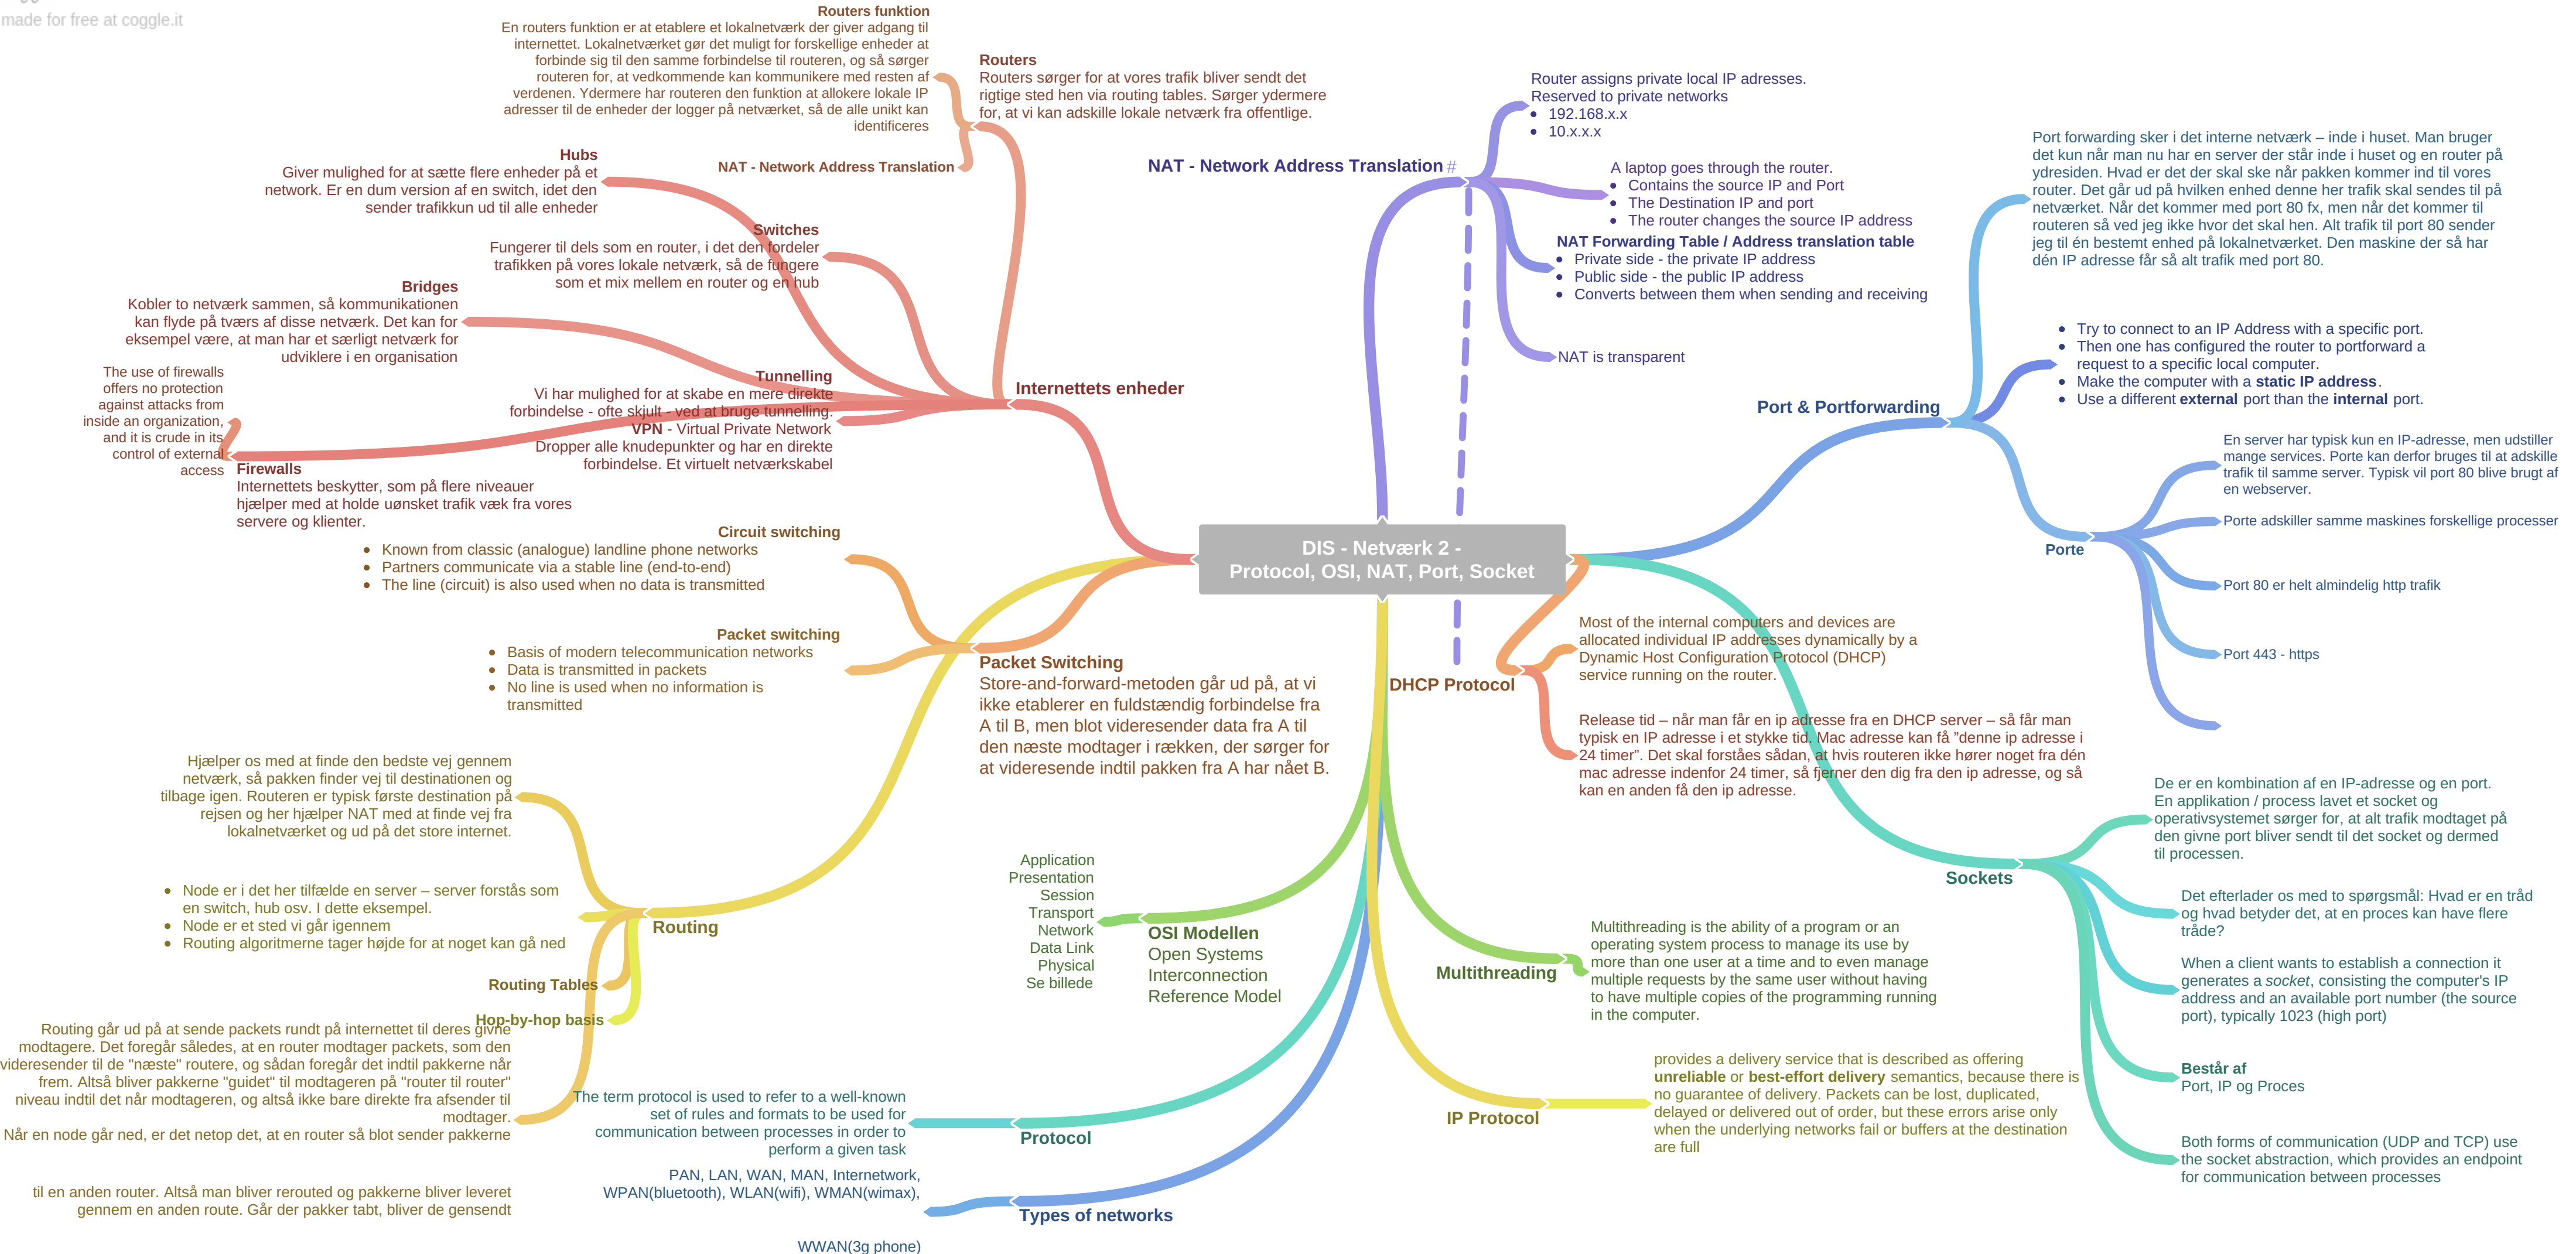 made for free at coggle.it
DIS - Netværk 2 -
Protocol, OSI, NAT, Port, Socket
Routers funktion
En routers funktion er at etablere et lokalnetværk der giver adgang til
internettet. Lokalnetværket gør det muligt for forskellige enheder at
forbinde sig til den samme forbindelse til routeren, og så sørger
routeren for, at vedkommende kan kommunikere med resten af
verdenen. Ydermere har routeren den funktion at allokere lokale IP
adresser til de enheder der logger på netværket, så de alle unikt kan
identificeres
Routers
Routers sørger for at vores trafik bliver sendt det
rigtige sted hen via routing tables. Sørger ydermere
for, at vi kan adskille lokale netværk fra offentlige.
NAT - Network Address Translation
Hubs
Giver mulighed for at sætte flere enheder på et
network. Er en dum version af en switch, idet den
sender trafikkun ud til alle enheder
Switches
Fungerer til dels som en router, i det den fordeler
trafikken på vores lokale netværk, så de fungere
som et mix mellem en router og en hub
Bridges
Kobler to netværk sammen, så kommunikationen
kan flyde på tværs af disse netværk. Det kan for
eksempel være, at man har et særligt netværk for
udviklere i en organisation
Tunnelling
Vi har mulighed for at skabe en mere direkte
forbindelse - ofte skjult - ved at bruge tunnelling.
VPN - Virtual Private Network
Dropper alle knudepunkter og har en direkte
forbindelse. Et virtuelt netværkskabel
Internettets enheder
The use of firewalls
offers no protection
against attacks from
inside an organization,
and it is crude in its
control of external
access
Firewalls
Internettets beskytter, som på flere niveauer
hjælper med at holde uønsket trafik væk fra vores
servere og klienter.
Circuit switching
• Known from classic (analogue) landline phone networks
• Partners communicate via a stable line (end-to-end)
• The line (circuit) is also used when no data is transmitted
Packet switching
• Basis of modern telecommunication networks
• Data is transmitted in packets
• No line is used when no information is
transmitted
Packet Switching
Store-and-forward-metoden går ud på, at vi
ikke etablerer en fuldstændig forbindelse fra
A til B, men blot videresender data fra A til
den næste modtager i rækken, der sørger for
at videresende indtil pakken fra A har nået B.
Hjælper os med at finde den bedste vej gennem
netværk, så pakken finder vej til destinationen og
tilbage igen. Routeren er typisk første destination på
rejsen og her hjælper NAT med at finde vej fra
lokalnetværket og ud på det store internet.
• Node er i det her tilfælde en server – server forstås som
en switch, hub osv. I dette eksempel.
• Node er et sted vi går igennem
• Routing algoritmerne tager højde for at noget kan gå ned
Routing
Routing Tables
Hop-by-hop basis
Routing går ud på at sende packets rundt på internettet til deres givne
modtagere. Det foregår således, at en router modtager packets, som den
videresender til de "næste" routere, og sådan foregår det indtil pakkerne når
frem. Altså bliver pakkerne "guidet" til modtageren på "router til router"
niveau indtil det når modtageren, og altså ikke bare direkte fra afsender til
modtager.
Når en node går ned, er det netop det, at en router så blot sender pakkerne
til en anden router. Altså man bliver rerouted og pakkerne bliver leveret
gennem en anden route. Går der pakker tabt, bliver de gensendt
Application
Presentation
Session
Transport
Network
Data Link
Physical
Se billede
OSI Modellen
Open Systems
Interconnection
Reference Model
The term protocol is used to refer to a well-known
set of rules and formats to be used for
communication between processes in order to
perform a given task
Protocol
PAN, LAN, WAN, MAN, Internetwork,
WPAN(bluetooth), WLAN(wifi), WMAN(wimax),
WWAN(3g phone)
Types of networks
NAT - Network Address Translation #
Router assigns private local IP adresses.
Reserved to private networks
• 192.168.x.x
• 10.x.x.x
A laptop goes through the router.
• Contains the source IP and Port
• The Destination IP and port
• The router changes the source IP address
NAT Forwarding Table / Address translation table
• Private side - the private IP address
• Public side - the public IP address
• Converts between them when sending and receiving
NAT is transparent
Port & Portforwarding
Port forwarding sker i det interne netværk – inde i huset. Man bruger
det kun når man nu har en server der står inde i huset og en router på
ydresiden. Hvad er det der skal ske når pakken kommer ind til vores
router. Det går ud på hvilken enhed denne her trafik skal sendes til på
netværket. Når det kommer med port 80 fx, men når det kommer til
routeren så ved jeg ikke hvor det skal hen. Alt trafik til port 80 sender
jeg til én bestemt enhed på lokalnetværket. Den maskine der så har
dén IP adresse får så alt trafik med port 80.
• Try to connect to an IP Address with a specific port.
• Then one has configured the router to portforward a
request to a specific local computer.
• Make the computer with a static IP address.
• Use a different external port than the internal port.
Porte
En server har typisk kun en IP-adresse, men udstiller
mange services. Porte kan derfor bruges til at adskille
trafik til samme server. Typisk vil port 80 blive brugt af
en webserver.
Porte adskiller samme maskines forskellige processer
Port 80 er helt almindelig http trafik
Port 443 - https
DHCP Protocol
Most of the internal computers and devices are
allocated individual IP addresses dynamically by a
Dynamic Host Configuration Protocol (DHCP)
service running on the router.
Release tid – når man får en ip adresse fra en DHCP server – så får man
typisk en IP adresse i et stykke tid. Mac adresse kan få ”denne ip adresse i
24 timer”. Det skal forståes sådan, at hvis routeren ikke hører noget fra dén
mac adresse indenfor 24 timer, så fjerner den dig fra den ip adresse, og så
kan en anden få den ip adresse.
Sockets
De er en kombination af en IP-adresse og en port.
En applikation / process lavet et socket og
operativsystemet sørger for, at alt trafik modtaget på
den givne port bliver sendt til det socket og dermed
til processen.
Det efterlader os med to spørgsmål: Hvad er en tråd
og hvad betyder det, at en proces kan have flere
tråde?
When a client wants to establish a connection it
generates a socket, consisting the computer's IP
address and an available port number (the source
port), typically 1023 (high port)
Består af
Port, IP og Proces
Both forms of communication (UDP and TCP) use
the socket abstraction, which provides an endpoint
for communication between processes
Multithreading
Multithreading is the ability of a program or an
operating system process to manage its use by
more than one user at a time and to even manage
multiple requests by the same user without having
to have multiple copies of the programming running
in the computer.
IP Protocol
provides a delivery service that is described as offering
unreliable or best-effort delivery semantics, because there is
no guarantee of delivery. Packets can be lost, duplicated,
delayed or delivered out of order, but these errors arise only
when the underlying networks fail or buffers at the destination
are full